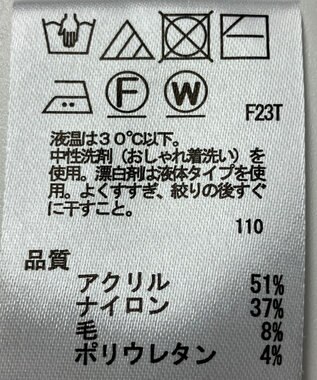 F W F23T
液温は30℃以下。
中性洗剤（おしゃれ着洗い）を
使用。漂白剤は液体タイプを使
用。よくすすぎ、絞りの後すぐ
に干すこと。
110
品質
アクリル 51%
ナイロン 37%
毛 8%
ポリウレタン 4%